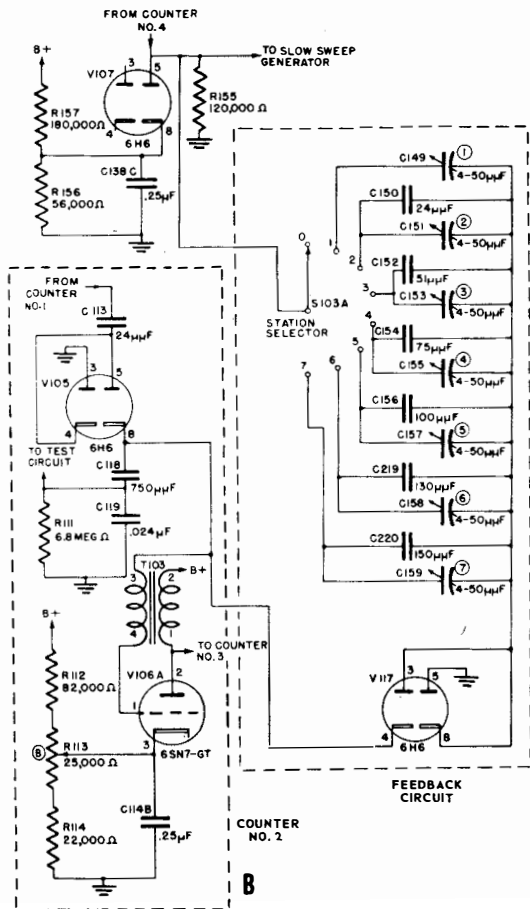 FROM COUNTER
NO.4
B+
TO SLOW SWEEP
GENERATOR
V107
3
5
R155
120,000 Ω
R157
180,000Ω
4
8
6H6
C138 C
.25µF
R156
56,000Ω
C149
①
4-50µµF
C150
24µµF
C151
②
4-50µµF
0
1
C152
2
51µµF
3
C153
③
4-50µµF
S103A
STATION
SELECTOR
4
C154
75µµF
5
C155
④
4-50µµF
6
7
C156
100µµF
C157
⑤
4-50µµF
C219
130µµF
C158
⑥
4-50µµF
C220
150µµF
C159
⑦
4-50µµF
V117
3
5
4
8
6H6
FEEDBACK
CIRCUIT
FROM
COUNTER
NO.1
C113
24µµF
V105
3
5
4
8
6H6
TO TEST
CIRCUIT
C118
750µµF
C119
.024µF
R111
6.8MEG Ω
T103
3
2
B+
4
1
TO COUNTER
NO.3
B+
V106A
2
1
3
6SN7-GT
R112
82,000Ω
Ⓑ
R113
25,000Ω
R114
22,000Ω
C114B
.25µF
COUNTER
NO.2
B